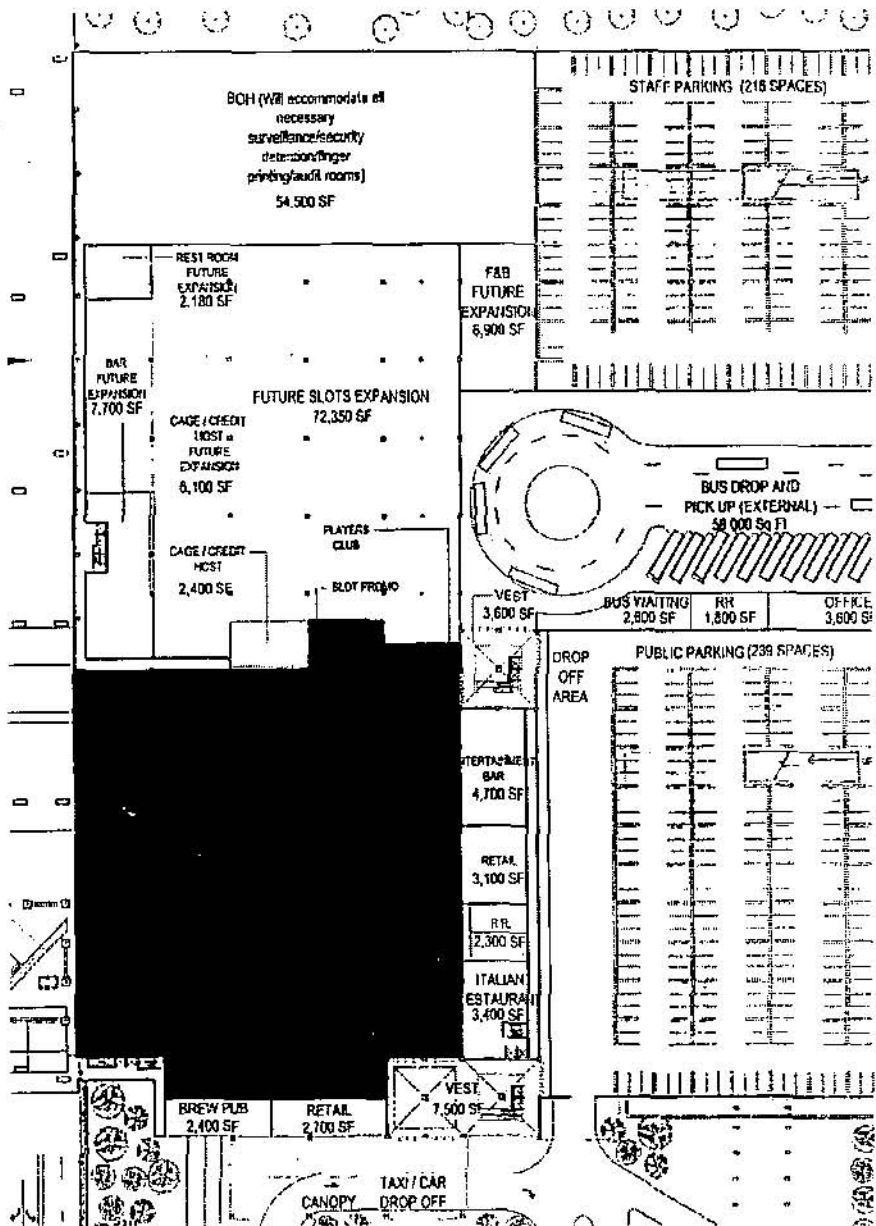 STAFF PARKING (216 SPACES)
BOH (Will accommodate all
necessary
surveillance/security
detention/finger
printing/audit rooms)
54,500 SF
REST ROOM
FUTURE
EXPANSION
2,180 SF
F&B
FUTURE
EXPANSION
6,900 SF
BAR
FUTURE
EXPANSION
7,700 SF
FUTURE SLOTS EXPANSION
72,350 SF
CAGE / CREDIT
HOST
FUTURE
EXPANSION
6,100 SF
BUS DROP AND
PICK UP (EXTERNAL)
58 000 Sq Ft
PLAYERS
CLUB
CAGE / CREDIT
HOST
2,400 SF
SLOT PROMO
VEST
3,600 SF
BUS WAITING
2,600 SF
RR
1,800 SF
OFFICE
3,600 S
DROP
OFF
AREA
PUBLIC PARKING (239 SPACES)
TERTAINMENT
BAR
4,700 SF
RETAIL
3,100 SF
RR
2,300 SF
ITALIAN
ESTAURAN
3,400 SF
VEST
7,500 SF
BREW PUB
2,400 SF
RETAIL
2,700 SF
TAXI / CAR
DROP OFF
CANOPY